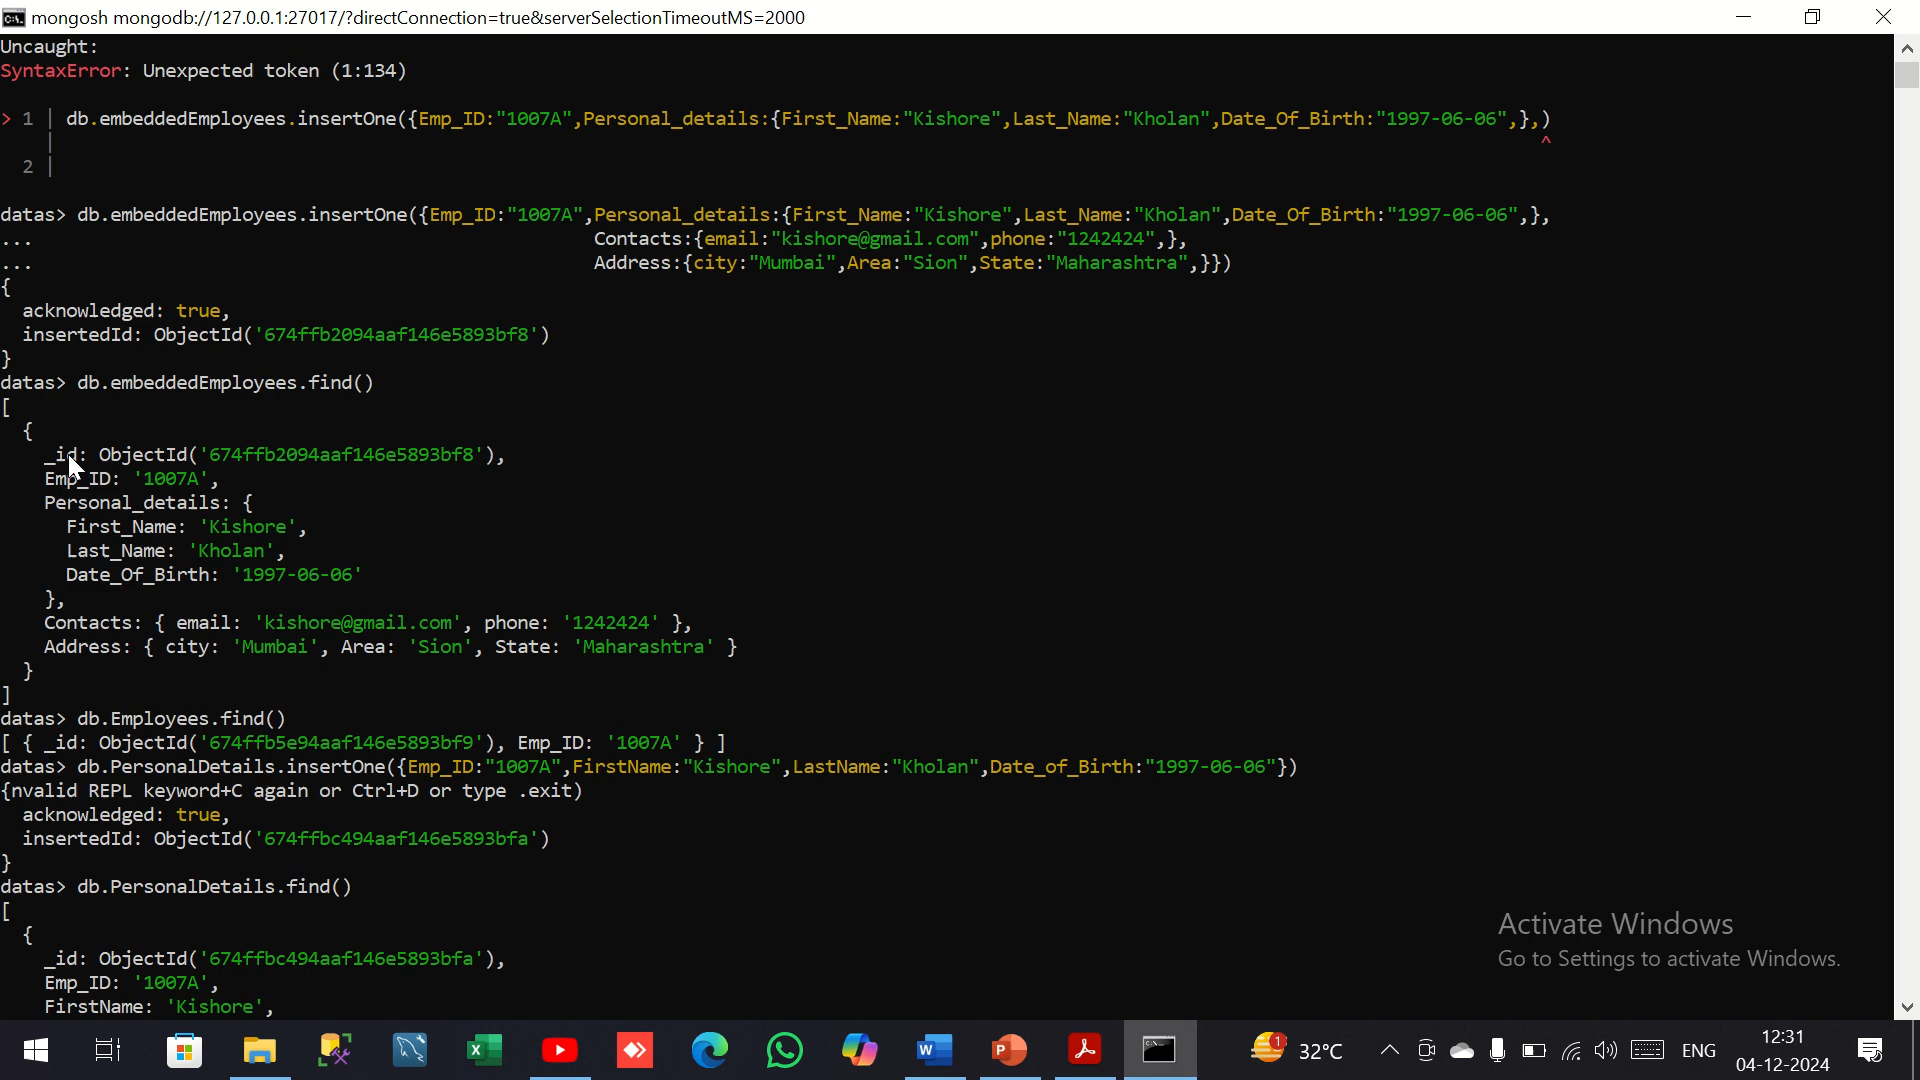 mongosh mongodb://127.0.0.1:27017/?directConnection=true&serverSelectionTimeoutMS=2000
Uncaught:
SyntaxError: Unexpected token (1:134)
> 1 | db.embeddedEmployees.insertOne({Emp_ID:"1007A",Personal_details:{First_Name:"Kishore",Last_Name:"Kholan",Date_Of_Birth:"1997-06-06",},)
| ^
2 |
datas> db.embeddedEmployees.insertOne({Emp_ID:"1007A",Personal_details:{First_Name:"Kishore",Last_Name:"Kholan",Date_Of_Birth:"1997-06-06",},
... Contacts:{email:"kishore@gmail.com",phone:"1242424",},
... Address:{city:"Mumbai",Area:"Sion",State:"Maharashtra",}})
{
acknowledged: true,
insertedId: ObjectId('674ffb2094aaf146e5893bf8')
}
datas> db.embeddedEmployees.find()
[
{
_id: ObjectId('674ffb2094aaf146e5893bf8'),
Emp_ID: '1007A',
Personal_details: {
First_Name: 'Kishore',
Last_Name: 'Kholan',
Date_Of_Birth: '1997-06-06'
},
Contacts: { email: 'kishore@gmail.com', phone: '1242424' },
Address: { city: 'Mumbai', Area: 'Sion', State: 'Maharashtra' }
}
]
datas> db.Employees.find()
[ { _id: ObjectId('674ffb5e94aaf146e5893bf9'), Emp_ID: '1007A' } ]
datas> db.PersonalDetails.insertOne({Emp_ID:"1007A",FirstName:"Kishore",LastName:"Kholan",Date_of_Birth:"1997-06-06"})
{nvalid REPL keyword+C again or Ctrl+D or type .exit)
acknowledged: true,
insertedId: ObjectId('674ffbc494aaf146e5893bfa')
}
datas> db.PersonalDetails.find()
[
{
_id: ObjectId('674ffbc494aaf146e5893bfa'),
Emp_ID: '1007A',
FirstName: 'Kishore',
Activate Windows
Go to Settings to activate Windows.
1 32°C ENG 12:31
04-12-2024